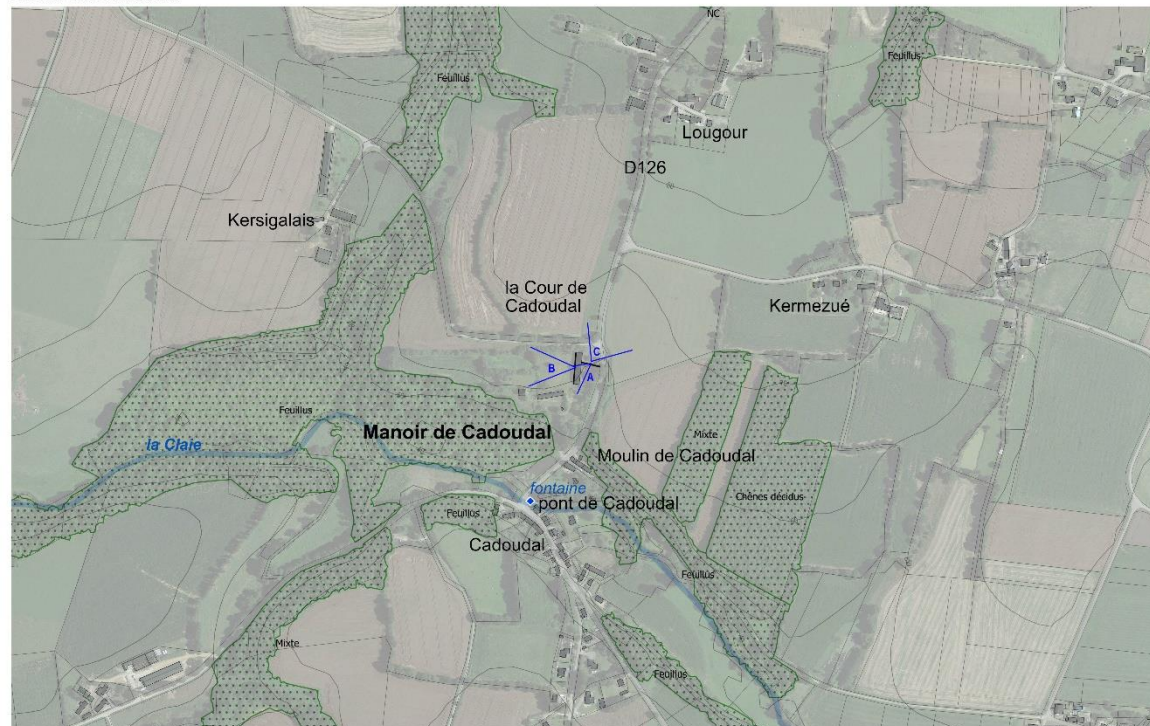 NC
Feuillus
Feuillus
Lougour
D126
Kersigalais
la Cour de
Cadoudal
Kermezué
C
B
A
Feuillus
Manoir de Cadoudal
Mixte
la Claie
Moulin de Cadoudal
fontaine
Chênes décidus
pont de Cadoudal
Feuillus
Cadoudal
Feuillus
Mixte
Feuillus